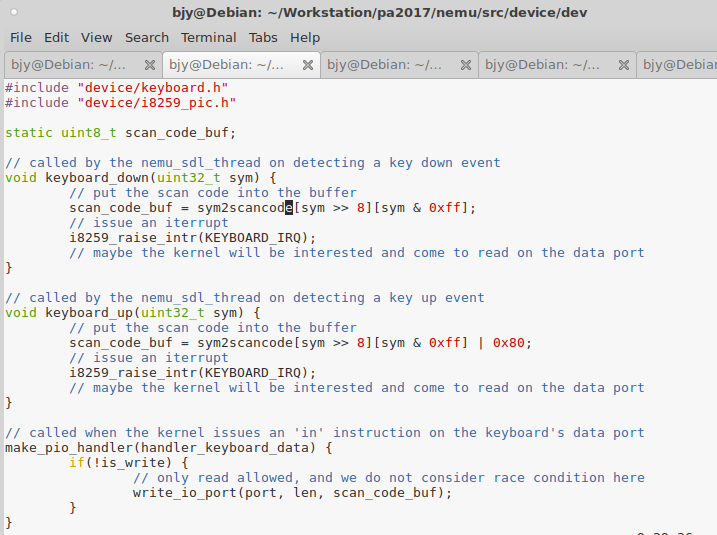 bjy@Debian: ~/Workstation/pa2017/nemu/src/device/dev
File Edit View Search Terminal Tabs Help
bjy@Debian: ~/... bjy@Debian: ~/... bjy@Debian: ~/... bjy@Debian: ~/... bjy@Debian
#include "device/keyboard.h"
#include "device/i8259_pic.h"
static uint8_t scan_code_buf;
// called by the nemu_sdl_thread on detecting a key down event
void keyboard_down(uint32_t sym) {
        // put the scan code into the buffer
        scan_code_buf = sym2scancode[sym >> 8][sym & 0xff];
        // issue an iterrupt
        i8259_raise_intr(KEYBOARD_IRQ);
        // maybe the kernel will be interested and come to read on the data port
}
// called by the nemu_sdl_thread on detecting a key up event
void keyboard_up(uint32_t sym) {
        // put the scan code into the buffer
        scan_code_buf = sym2scancode[sym >> 8][sym & 0xff] | 0x80;
        // issue an iterrupt
        i8259_raise_intr(KEYBOARD_IRQ);
        // maybe the kernel will be interested and come to read on the data port
}
// called when the kernel issues an 'in' instruction on the keyboard's data port
make_pio_handler(handler_keyboard_data) {
        if(!is_write) {
                // only read allowed, and we do not consider race condition here
                write_io_port(port, len, scan_code_buf);
        }
}